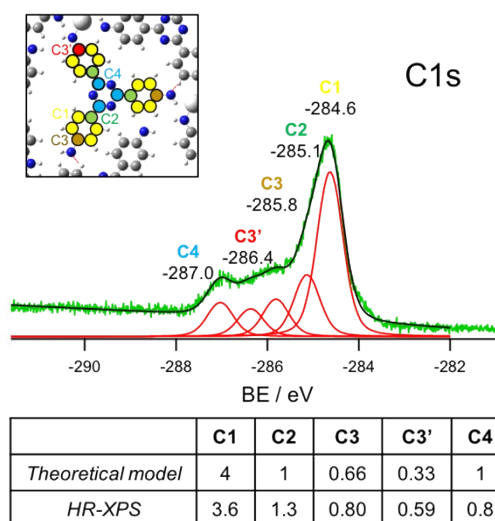 C1s
C3'
C4
C1
C2
C3
C1
-284.6
C2
-285.1
C3
-285.8
C3'
-286.4
C4
-287.0
-290 -288 -286 -284 -282
BE / eV
C1 C2 C3 C3' C4
Theoretical model 4 1 0.66 0.33 1
HR-XPS 3.6 1.3 0.80 0.59 0.8